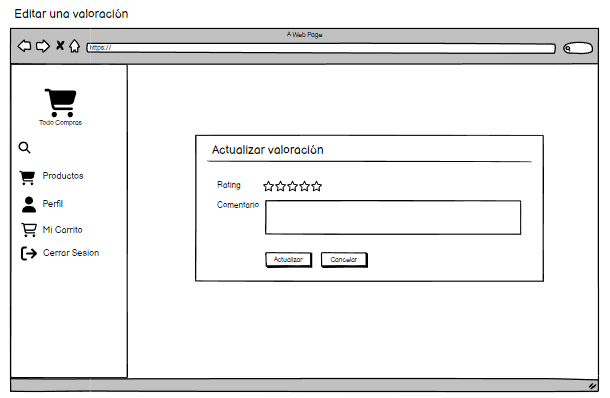 Editar una valoración
A Web Page
https://
Todo Compras
Productos
Perfil
Mi Carrito
Cerrar Sesion
Actualizar valoración
Rating
Comentario
Actualizar
Cancelar